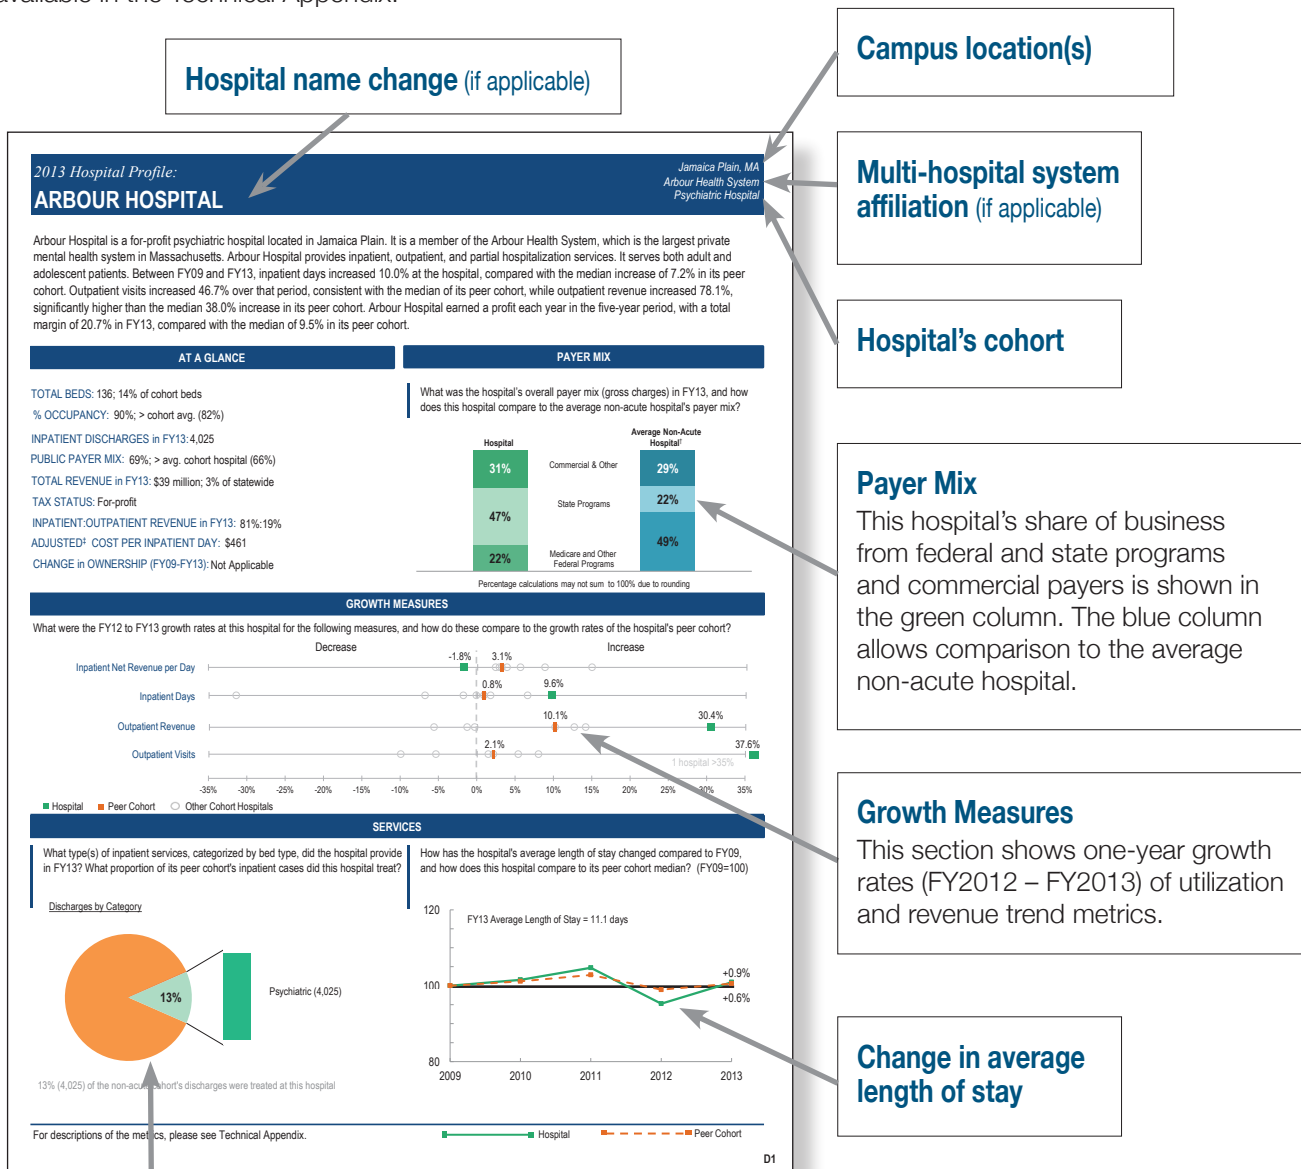 available in the Technical Appendix.
Hospital name change (if applicable)
Campus location(s)
Multi-hospital system
affiliation (if applicable)
Hospital's cohort
2013 Hospital Profile:
ARBOUR HOSPITAL
Jamaica Plain, MA
Arbour Health System
Psychiatric Hospital
Arbour Hospital is a for-profit psychiatric hospital located in Jamaica Plain. It is a member of the Arbour Health System, which is the largest private
mental health system in Massachusetts. Arbour Hospital provides inpatient, outpatient, and partial hospitalization services. It serves both adult and
adolescent patients. Between FY09 and FY13, inpatient days increased 10.0% at the hospital, compared with the median increase of 7.2% in its peer
cohort. Outpatient visits increased 46.7% over that period, consistent with the median of its peer cohort, while outpatient revenue increased 78.1%,
significantly higher than the median 38.0% increase in its peer cohort. Arbour Hospital earned a profit each year in the five-year period, with a total
margin of 20.7% in FY13, compared with the median of 9.5% in its peer cohort.
AT A GLANCE
TOTAL BEDS: 136; 14% of cohort beds
% OCCUPANCY: 90%; > cohort avg. (82%)
INPATIENT DISCHARGES in FY13: 4,025
PUBLIC PAYER MIX: 69%; > avg. cohort hospital (66%)
TOTAL REVENUE in FY13: $39 million; 3% of statewide
TAX STATUS: For-profit
INPATIENT:OUTPATIENT REVENUE in FY13: 81%:19%
ADJUSTED‡ COST PER INPATIENT DAY: $461
CHANGE in OWNERSHIP (FY09-FY13): Not Applicable
PAYER MIX
What was the hospital's overall payer mix (gross charges) in FY13, and how
does this hospital compare to the average non-acute hospital's payer mix?
Hospital
Average Non-Acute
Hospital†
31%
Commercial & Other
29%
47%
State Programs
22%
22%
Medicare and Other
Federal Programs
49%
Percentage calculations may not sum to 100% due to rounding
Payer Mix
This hospital's share of business
from federal and state programs
and commercial payers is shown in
the green column. The blue column
allows comparison to the average
non-acute hospital.
GROWTH MEASURES
What were the FY12 to FY13 growth rates at this hospital for the following measures, and how do these compare to the growth rates of the hospital's peer cohort?
Decrease
Increase
Inpatient Net Revenue per Day
-1.8%
3.1%
Inpatient Days
0.8%
9.6%
Outpatient Revenue
10.1%
30.4%
Outpatient Visits
2.1%
37.6%
1 hospital >35%
-35% -30% -25% -20% -15% -10% -5% 0% 5% 10% 15% 20% 25% 30% 35%
Hospital Peer Cohort Other Cohort Hospitals
Growth Measures
This section shows one-year growth
rates (FY2012 – FY2013) of utilization
and revenue trend metrics.
SERVICES
What type(s) of inpatient services, categorized by bed type, did the hospital provide
in FY13? What proportion of its peer cohort's inpatient cases did this hospital treat?
Discharges by Category
13%
Psychiatric (4,025)
13% (4,025) of the non-acute cohort's discharges were treated at this hospital
How has the hospital's average length of stay changed compared to FY09,
and how does this hospital compare to its peer cohort median? (FY09=100)
120
FY13 Average Length of Stay = 11.1 days
100
+0.9%
+0.6%
80
2009 2010 2011 2012 2013
Change in average
length of stay
For descriptions of the metrics, please see Technical Appendix.
Hospital Peer Cohort
D1